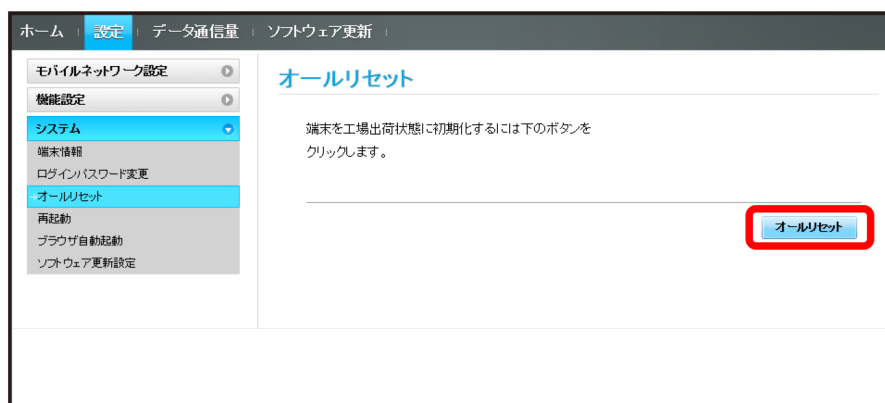 ホーム 設定 データ通信量 ソフトウェア更新
モバイルネットワーク設定
機能設定
システム
端末情報
ログインパスワード変更
オールリセット
再起動
ブラウザ自動起動
ソフトウェア更新設定
オールリセット
端末を工場出荷状態に初期化するには下のボタンを
クリックします。
オールリセット